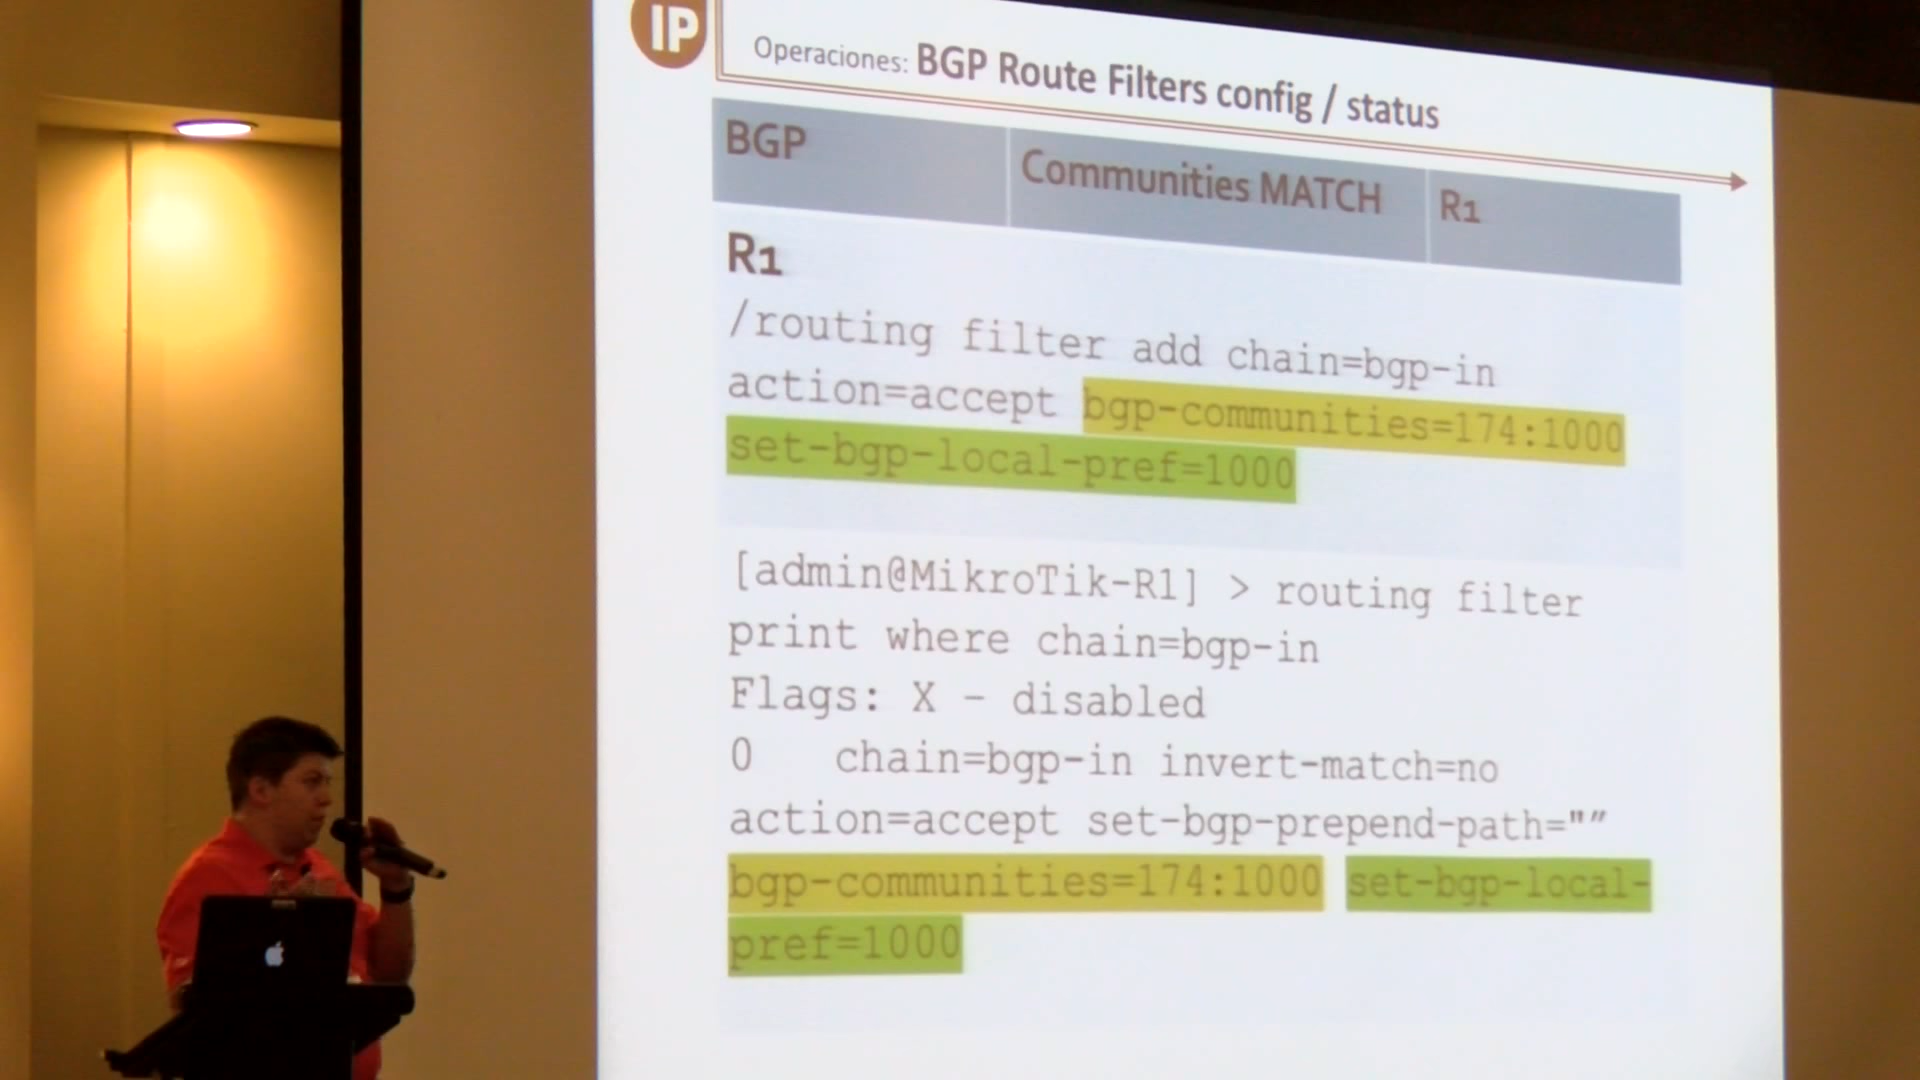 IP
Operaciones: BGP Route Filters config / status
BGP Communities MATCH R1
R1
/routing filter add chain=bgp-in
action=accept bgp-communities=174:1000
set-bgp-local-pref=1000
[admin@MikroTik-R1] > routing filter
print where chain=bgp-in
Flags: X - disabled
0 chain=bgp-in invert-match=no
action=accept set-bgp-prepend-path="”
bgp-communities=174:1000 set-bgp-local-
pref=1000